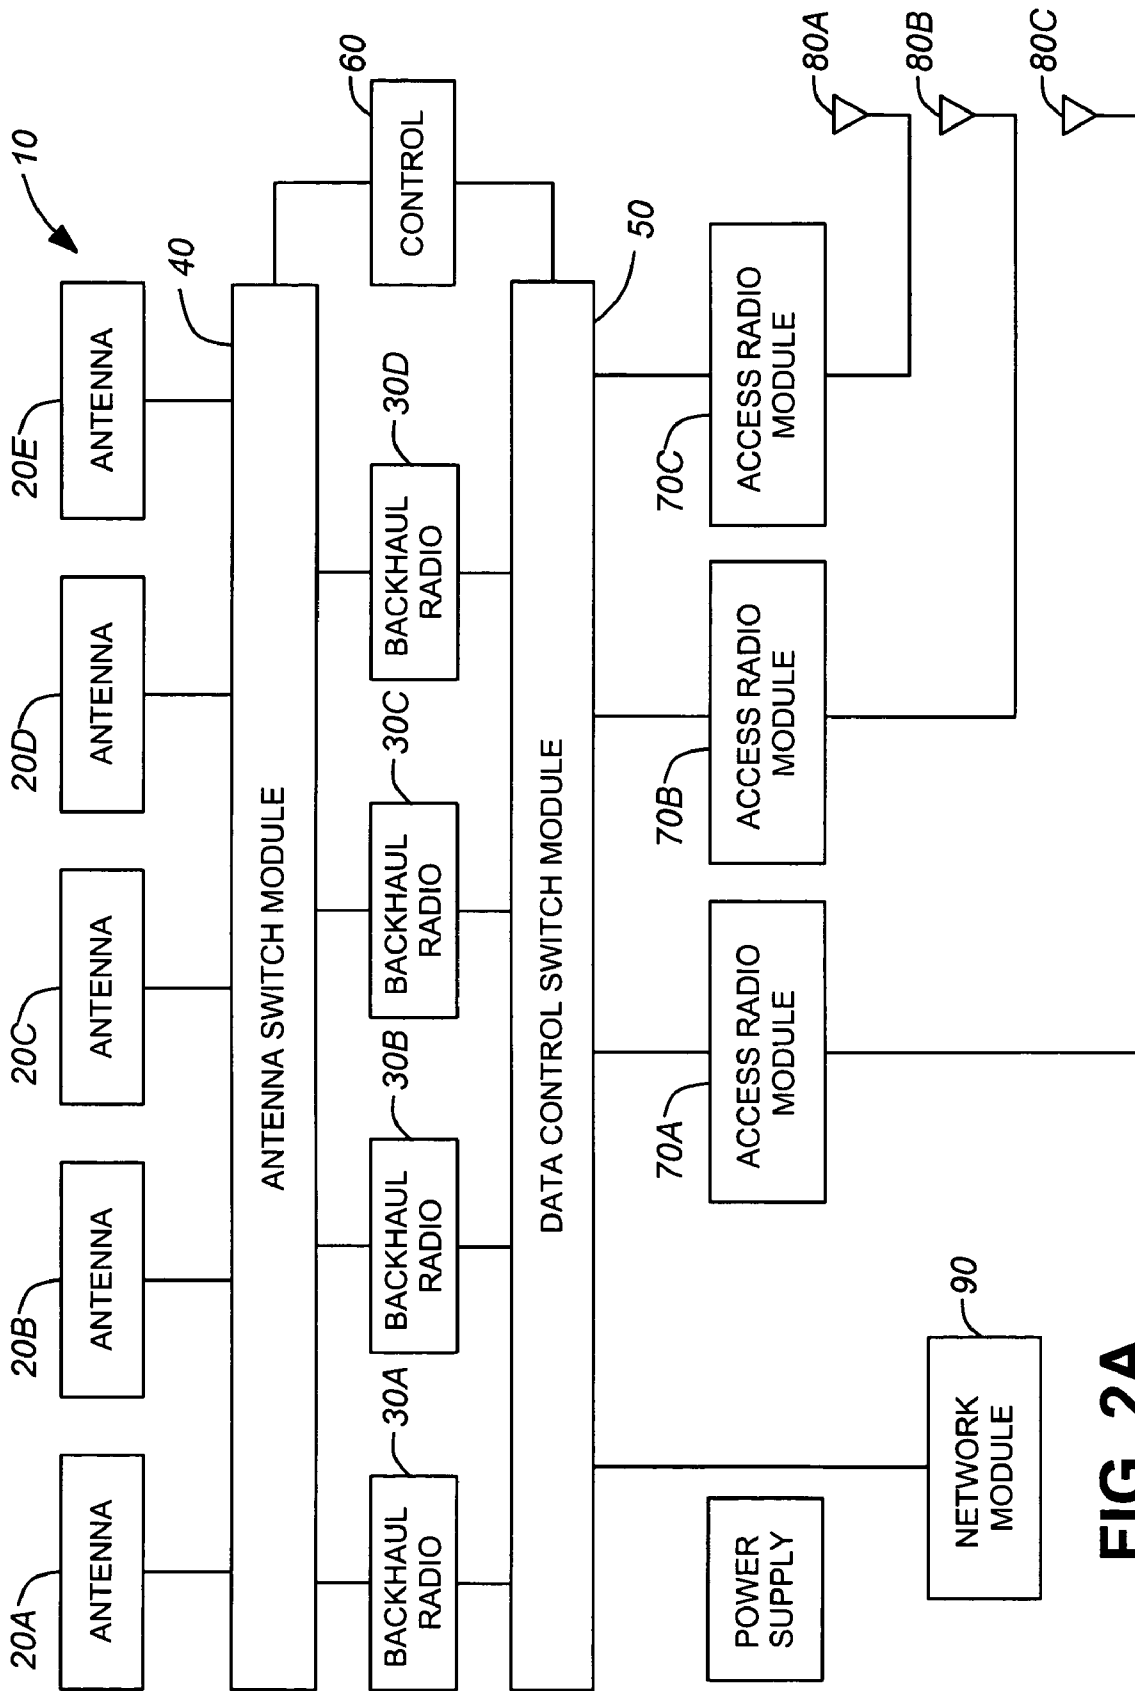 10
20A
20B
20C
20D
20E
ANTENNA
ANTENNA
ANTENNA
ANTENNA
ANTENNA
40
ANTENNA SWITCH MODULE
60
CONTROL
30A
30B
30C
30D
BACKHAUL
RADIO
BACKHAUL
RADIO
BACKHAUL
RADIO
BACKHAUL
RADIO
50
DATA CONTROL SWITCH MODULE
70A
70B
70C
POWER
SUPPLY
ACCESS RADIO
MODULE
ACCESS RADIO
MODULE
ACCESS RADIO
MODULE
80A
80B
80C
90
NETWORK
MODULE
FIG. 2A